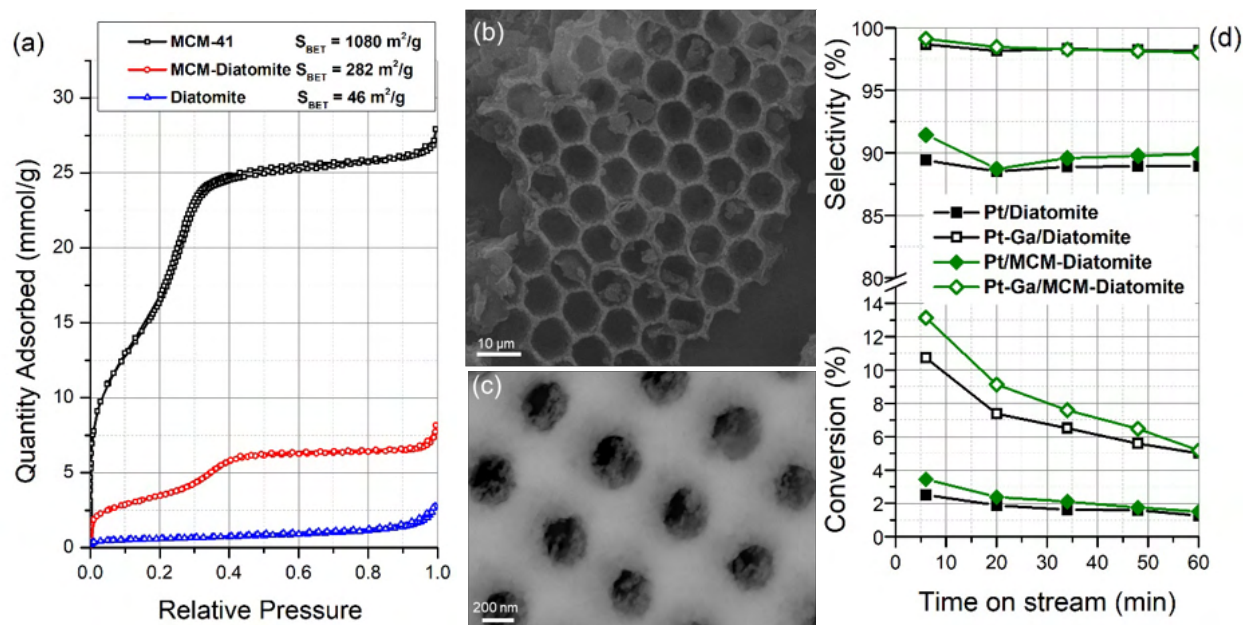 (a)
MCM-41 S_BET = 1080 m²/g
MCM-Diatomite S_BET = 282 m²/g
Diatomite S_BET = 46 m²/g
Quantity Adsorbed (mmol/g)
30
25
20
15
10
5
0
0.0 0.2 0.4 0.6 0.8 1.0
Relative Pressure
(b)
10 µm
(c)
200 nm
(d)
Selectivity (%)
100
95
90
85
80
Pt/Diatomite
Pt-Ga/Diatomite
Pt/MCM-Diatomite
Pt-Ga/MCM-Diatomite
Conversion (%)
14
12
10
8
6
4
2
0
0 10 20 30 40 50 60
Time on stream (min)